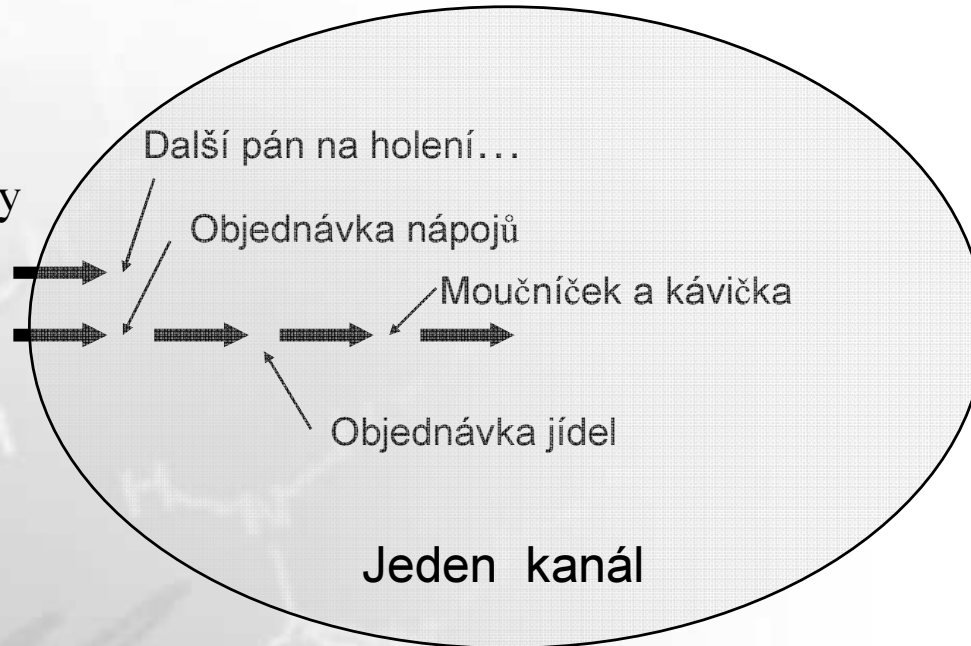 Další pán na holení…
y
Objednávka nápojů
Moučníček a kávička
Objednávka jídel
Jeden kanál